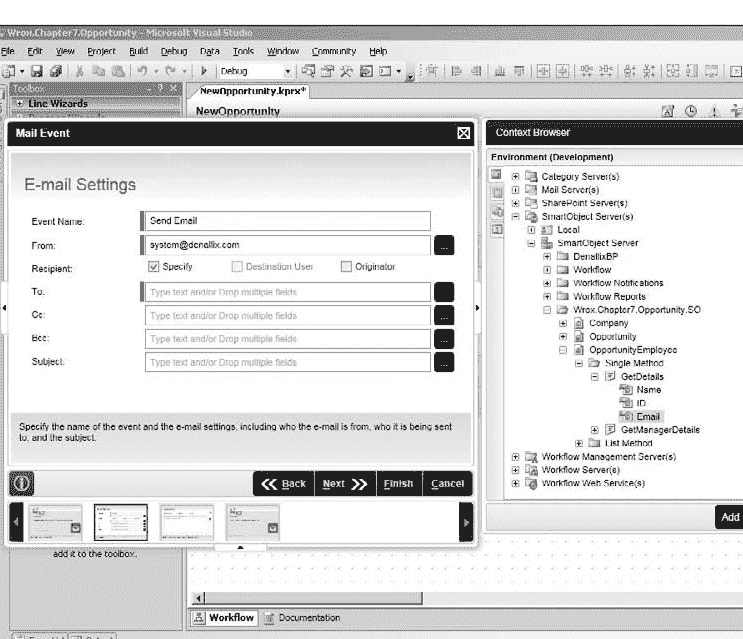 Wrox.Chapter7.Opportunity - Microsoft Visual Studio
File Edit View Project Build Debug Data Tools Window Community Help
Debug
Toolbox
NewOpportunity.kprx*
Line Wizards
NewOpportunity
Mail Event
E-mail Settings
Event Name:
Send Email
From:
system@denallix.com
...
Recipient:
Specify
Destination User
Originator
To:
Type text and/or Drop multiple fields
Cc:
Type text and/or Drop multiple fields
...
Bcc:
Type text and/or Drop multiple fields
...
Subject:
Type text and/or Drop multiple fields
...
Specify the name of the event and the e-mail settings, including who the e-mail is from, who it is being sent
to, and the subject.
Back
Next
Finish
Cancel
add it to the toolbox.
Context Browser
Environment (Development)
Category Server(s)
Mail Server(s)
SharePoint Server(s)
SmartObject Server(s)
Local
SmartObject Server
DenallixBP
Workflow
Workflow Notifications
Workflow Reports
Wrox.Chapter7.Opportunity.SO
Company
Opportunity
OpportunityEmployee
Single Method
GetDetails
Name
ID
Email
GetManagerDetails
List Method
Workflow Management Server(s)
Workflow Server(s)
Workflow Web Service(s)
Add
Workflow
Documentation